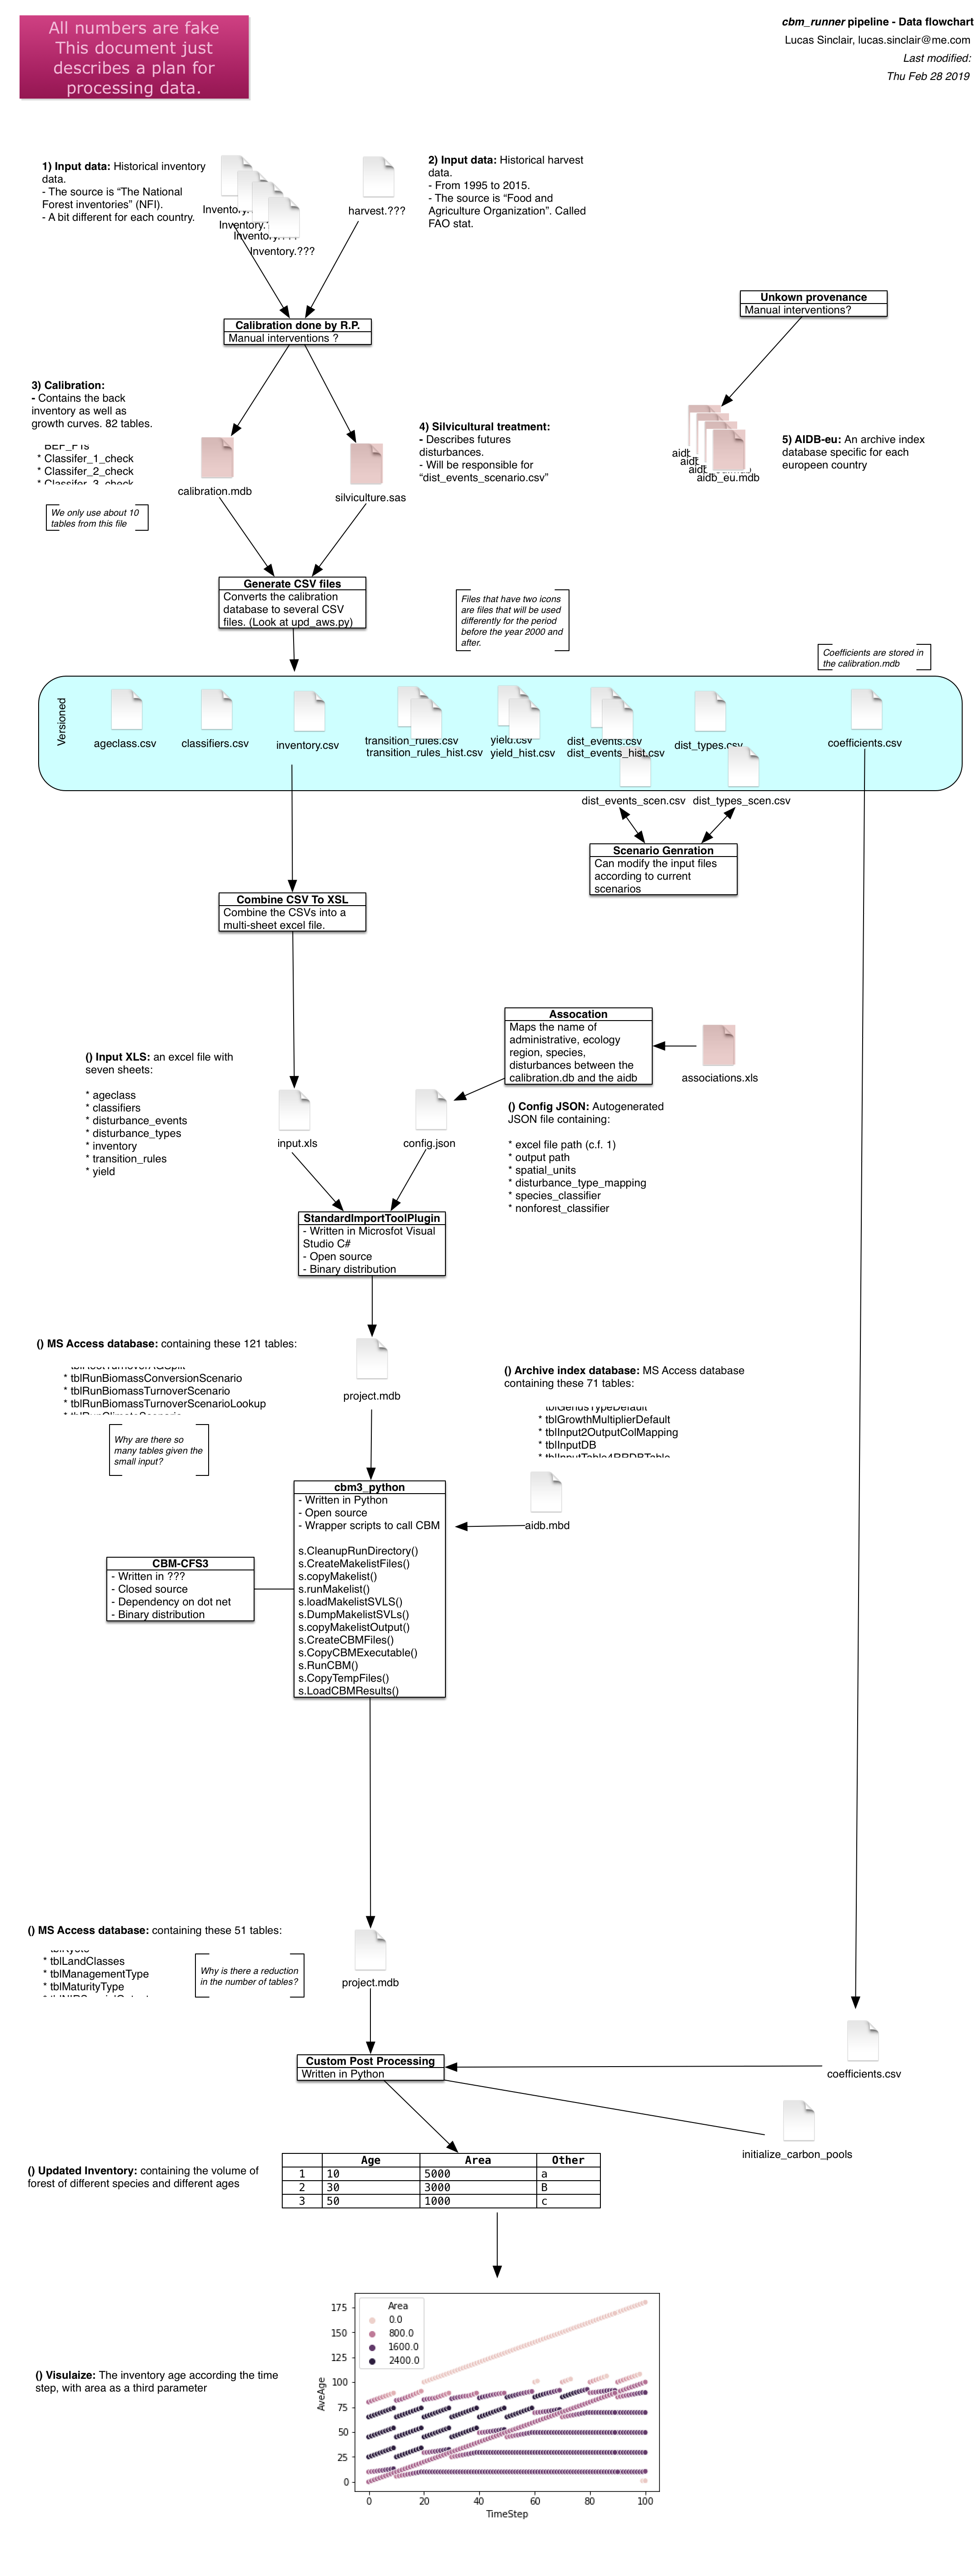 All numbers are fake
This document just
describes a plan for
processing data.
cbm_runner pipeline - Data flowchart
Lucas Sinclair, lucas.sinclair@me.com
Last modified:
Thu Feb 28 2019
1) Input data: Historical inventory
data.
- The source is “The National
Forest inventories” (NFI).
- A bit different for each country.
Inventory.
Inventory.
Inventory.???
Inventory.???
harvest.???
2) Input data: Historical harvest
data.
- From 1995 to 2015.
- The source is “Food and
Agriculture Organization”. Called
FAO stat.
Calibration done by R.P.
Manual interventions ?
Unkown provenance
Manual interventions?
3) Calibration:
- Contains the back
inventory as well as
growth curves. 82 tables.
BEF_FTs
* Classifer_1_check
* Classifer_2_check
* Classifer_3_check
We only use about 10
tables from this file
calibration.mdb
silviculture.sas
4) Silvicultural treatment:
- Describes futures
disturbances.
- Will be responsible for
“dist_events_scenario.csv”
aidb_eu.mdb
5) AIDB-eu: An archive index
database specific for each
europeen country
Generate CSV files
Converts the calibration
database to several CSV
files. (Look at upd_aws.py)
Files that have two icons
are files that will be used
differently for the period
before the year 2000 and
after.
Coefficients are stored in
the calibration.mdb
Versioned
ageclass.csv
classifiers.csv
inventory.csv
transition_rules.csv
transition_rules_hist.csv
yield.csv
yield_hist.csv
dist_events.csv
dist_events_hist.csv
dist_types.csv
coefficients.csv
dist_events_scen.csv
dist_types_scen.csv
Scenario Genration
Can modify the input files
according to current
scenarios
Combine CSV To XSL
Combine the CSVs into a
multi-sheet excel file.
Assocation
Maps the name of
administrative, ecology
region, species,
disturbances between the
calibration.db and the aidb
associations.xls
() Input XLS: an excel file with
seven sheets:
* ageclass
* classifiers
* disturbance_events
* disturbance_types
* inventory
* transition_rules
* yield
input.xls
config.json
() Config JSON: Autogenerated
JSON file containing:
* excel file path (c.f. 1)
* output path
* spatial_units
* disturbance_type_mapping
* species_classifier
* nonforest_classifier
StandardImportToolPlugin
- Written in Microsfot Visual
Studio C#
- Open source
- Binary distribution
() MS Access database: containing these 121 tables:
* tblRunBiomassConversionScenario
* tblRunBiomassTurnoverScenario
* tblRunBiomassTurnoverScenarioLookup
* tblRunClimateScenario
Why are there so
many tables given the
small input?
project.mdb
() Archive index database: MS Access database
containing these 71 tables:
tblGenusTypeDefault
* tblGrowthMultiplierDefault
* tblInput2OutputColMapping
* tblInputDB
aidb.mbd
cbm3_python
- Written in Python
- Open source
- Wrapper scripts to call CBM
s.CleanupRunDirectory()
s.CreateMakelistFiles()
s.copyMakelist()
s.runMakelist()
s.loadMakelistSVLS()
s.DumpMakelistSVLs()
s.copyMakelistOutput()
s.CreateCBMFiles()
s.CopyCBMExecutable()
s.RunCBM()
s.CopyTempFiles()
s.LoadCBMResults()
CBM-CFS3
- Written in ???
- Closed source
- Dependency on dot net
- Binary distribution
() MS Access database: containing these 51 tables:
* tblLandClasses
* tblManagementType
* tblMaturityType
Why is there a reduction
in the number of tables?
project.mdb
Custom Post Processing
Written in Python
coefficients.csv
initialize_carbon_pools
() Updated Inventory: containing the volume of
forest of different species and different ages
Age Area Other
1 10 5000 a
2 30 3000 B
3 50 1000 c
() Visulaize: The inventory age according the time
step, with area as a third parameter
Area
0.0
800.0
1600.0
2400.0
AveAge
175
150
125
100
75
50
25
0
0 20 40 60 80 100
TimeStep